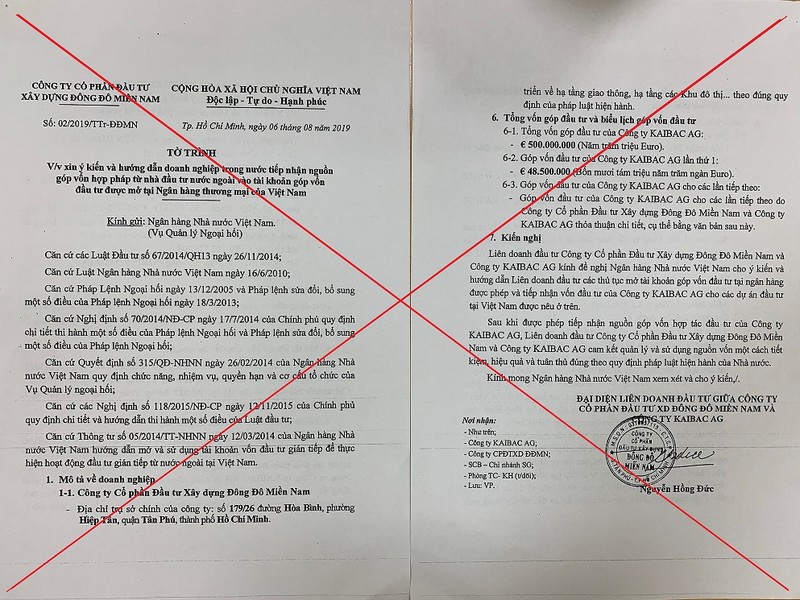 CÔNG TY CỔ PHẦN ĐẦU TƯ
XÂY DỰNG ĐÔNG ĐÔ MIỀN NAM
CỘNG HÒA XÃ HỘI CHỦ NGHĨA VIỆT NAM
Độc lập - Tự do - Hạnh phúc
Số: 02/2019/TTr-ĐĐMN
Tp. Hồ Chí Minh, ngày 06 tháng 08 năm 2019
TỜ TRÌNH
V/v xin ý kiến và hướng dẫn doanh nghiệp trong nước tiếp nhận nguồn
góp vốn hợp pháp từ nhà đầu tư nước ngoài vào tài khoản góp vốn
đầu tư được mở tại Ngân hàng thương mại của Việt Nam
Kính gửi: Ngân hàng Nhà nước Việt Nam.
(Vụ Quản lý Ngoại hối)
Căn cứ các Luật Đầu tư số 67/2014/QH13 ngày 26/11/2014;
Căn cứ Luật Ngân hàng Nhà nước Việt Nam ngày 16/6/2010;
Căn cứ Pháp Lệnh Ngoại hối ngày 13/12/2005 và Pháp lệnh sửa đổi, bổ sung
một số điều của Pháp lệnh Ngoại hối ngày 18/3/2013;
Căn cứ Nghị định số 70/2014/NĐ-CP ngày 17/7/2014 của Chính phủ quy định
chi tiết thi hành một số điều của Pháp lệnh Ngoại hối và Pháp lệnh sửa đổi, bổ sung
một số điều của Pháp lệnh Ngoại hối;
Căn cứ Quyết định số 315/QĐ-NHNN ngày 26/02/2014 của Ngân hàng Nhà
nước Việt Nam quy định chức năng, nhiệm vụ, quyền hạn và cơ cấu tổ chức của
Vụ Quản lý Ngoại hối;
Căn cứ các Nghị định số 118/2015/NĐ-CP ngày 12/11/2015 của Chính phủ
quy định chi tiết và hướng dẫn thi hành một số điều của Luật đầu tư;
Căn cứ Thông tư số 05/2014/TT-NHNN ngày 12/03/2014 của Ngân hàng Nhà
nước Việt Nam hướng dẫn mở và sử dụng tài khoản vốn đầu tư gián tiếp để thực
hiện hoạt động đầu tư gián tiếp từ nước ngoài tại Việt Nam.
1. Mô tả về doanh nghiệp
1-1. Công ty Cổ phần Đầu tư Xây dựng Đông Đô Miền Nam
- Địa chỉ trụ sở chính của công ty: số 179/26 đường Hòa Bình, phường
Hiệp Tân, quận Tân Phú, thành phố Hồ Chí Minh.
triển về hạ tầng giao thông, hạ tầng các Khu đô thị... theo đúng quy
định của pháp luật hiện hành.
6. Tổng vốn góp đầu tư và biểu lịch góp vốn đầu tư
6-1. Tổng vốn góp đầu tư của Công ty KAIBAC AG:
- € 500.000.000 (Năm trăm triệu Euro).
6-2. Góp vốn đầu tư của Công ty KAIBAC AG lần thứ 1:
- € 48.500.000 (Bốn mươi tám triệu năm trăm ngàn Euro).
6-3. Góp vốn đầu tư của Công ty KAIBAC AG cho các lần tiếp theo:
- Góp vốn đầu tư của Công ty KAIBAC AG cho các lần tiếp theo do
Công ty Cổ Phần Đầu Tư Xây Dựng Đông Đô Miền Nam và Công ty
KAIBAC AG thỏa thuận chi tiết, cụ thể bằng văn bản sau này.
7. Kiến nghị
Liên doanh đầu tư Công ty Cổ Phần Đầu Tư Xây Dựng Đông Đô Miền Nam và
Công ty KAIBAC AG kính đề nghị Ngân hàng Nhà nước Việt Nam cho ý kiến và
hướng dẫn Liên doanh đầu tư các thủ tục mở tài khoản góp vốn đầu tư tại ngân hàng
được phép và tiếp nhận vốn đầu tư của Công ty KAIBAC AG cho các dự án đầu tư
tại Việt Nam được nêu ở trên.
Sau khi được phép tiếp nhận nguồn góp vốn hợp tác đầu tư của Công ty
KAIBAC AG, Liên doanh đầu tư Công ty Cổ Phần Đầu Tư Xây Dựng Đông Đô Miền
Nam và Công ty KAIBAC AG cam kết quản lý và sử dụng nguồn vốn một cách tiết
kiệm, hiệu quả và tuân thủ đúng theo quy định pháp luật hiện hành của Nhà nước.
Kính mong Ngân hàng Nhà nước Việt Nam xem xét và cho ý kiến./.
ĐẠI DIỆN LIÊN DOANH ĐẦU TƯ GIỮA CÔNG TY
CỔ PHẦN ĐẦU TƯ XD ĐÔNG ĐÔ MIỀN NAM VÀ
CÔNG TY KAIBAC AG
Nơi nhận:
- Như trên;
- Công ty KAIBAC AG;
- Công ty CPĐTXD ĐĐMN;
- SCB – Chi nhánh SG;
- Phòng TC- KH (t/dõi);
- Lưu: VP.
CÔNG TY
CỔ PHẦN
ĐẦU TƯ XÂY DỰNG
ĐÔNG ĐÔ
MIỀN NAM
Nguyễn Hồng Đức